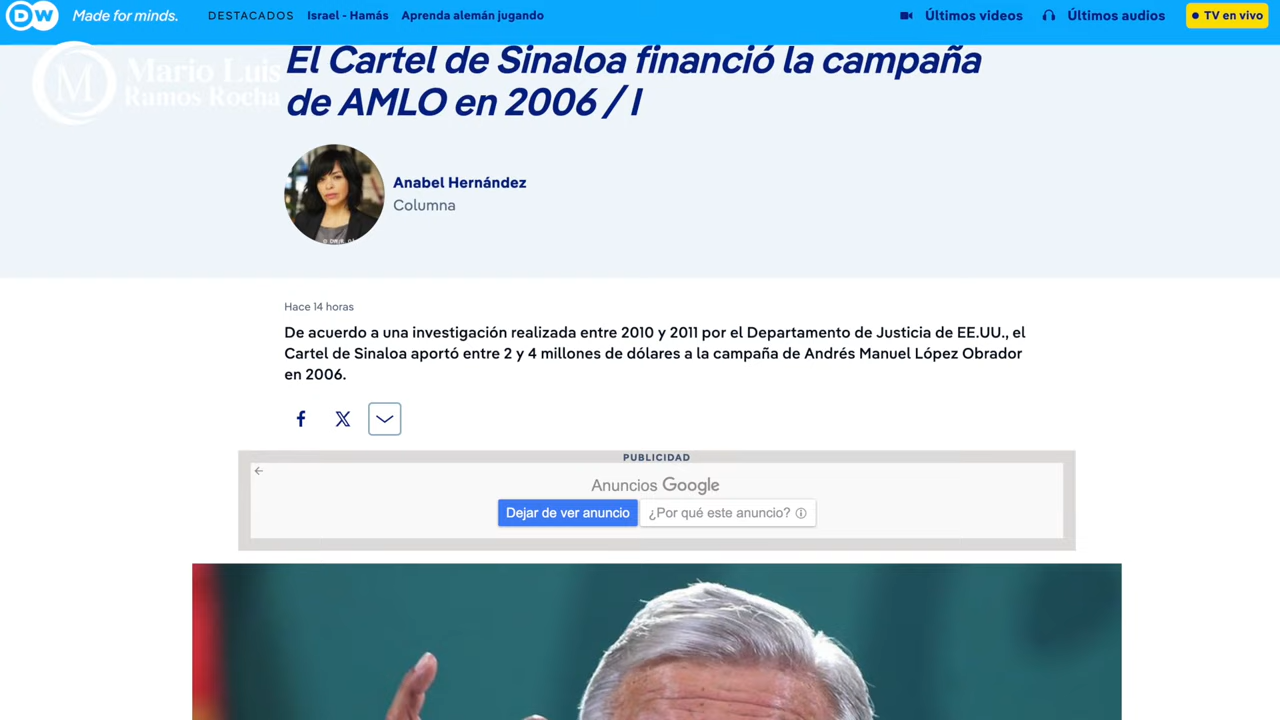 DW Made for minds. DESTACADOS Israel - Hamás Aprenda alemán jugando Últimos videos Últimos audios TV en vivo
M Mario Luis
Ramos Rocha
El Cartel de Sinaloa financió la campaña
de AMLO en 2006 / I
Anabel Hernández
Columna
Hace 14 horas
De acuerdo a una investigación realizada entre 2010 y 2011 por el Departamento de Justicia de EE.UU., el
Cartel de Sinaloa aportó entre 2 y 4 millones de dólares a la campaña de Andrés Manuel López Obrador
en 2006.
PUBLICIDAD
Anuncios Google
Dejar de ver anuncio ¿Por qué este anuncio?